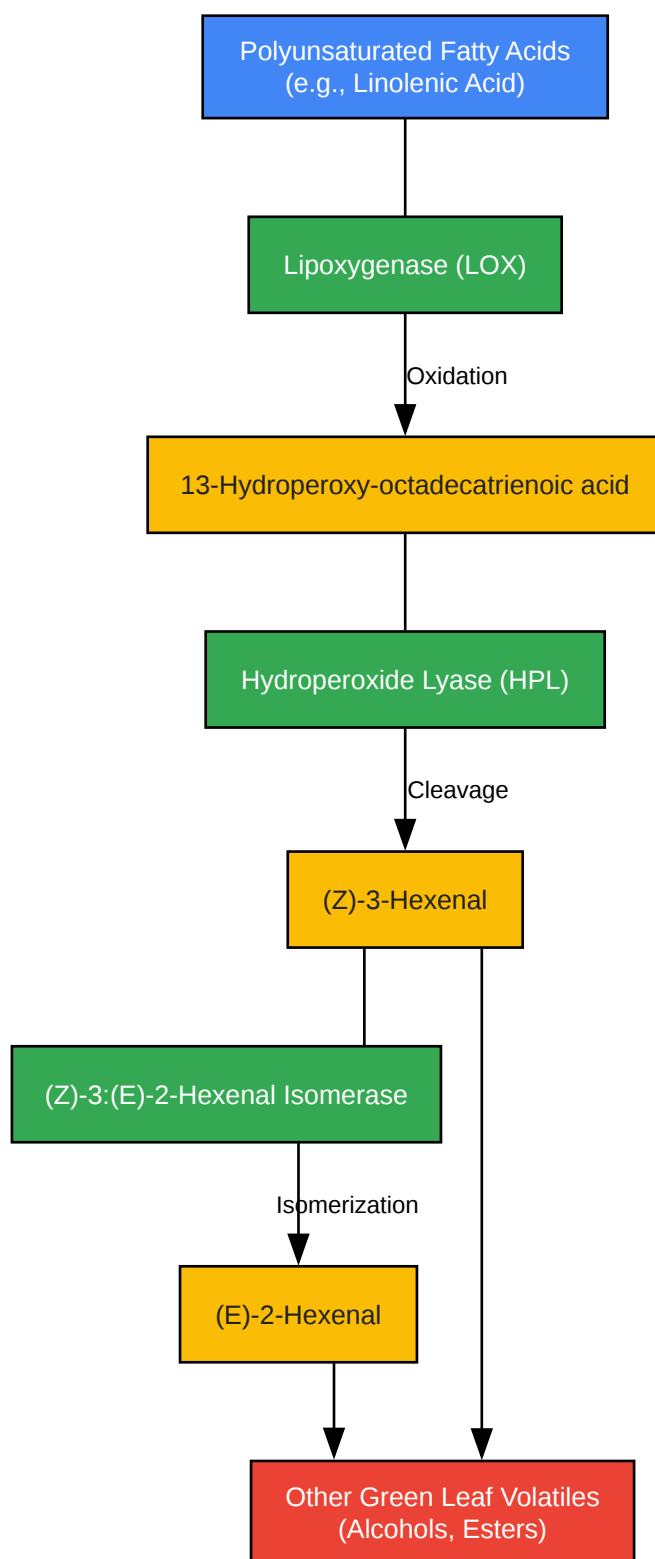 Polyunsaturated Fatty Acids
(e.g., Linolenic Acid)
Lipoxygenase (LOX)
Oxidation
13-Hydroperoxy-octadecatrienoic acid
Hydroperoxide Lyase (HPL)
Cleavage
(Z)-3-Hexenal
(Z)-3:(E)-2-Hexenal Isomerase
Isomerization
(E)-2-Hexenal
Other Green Leaf Volatiles
(Alcohols, Esters)